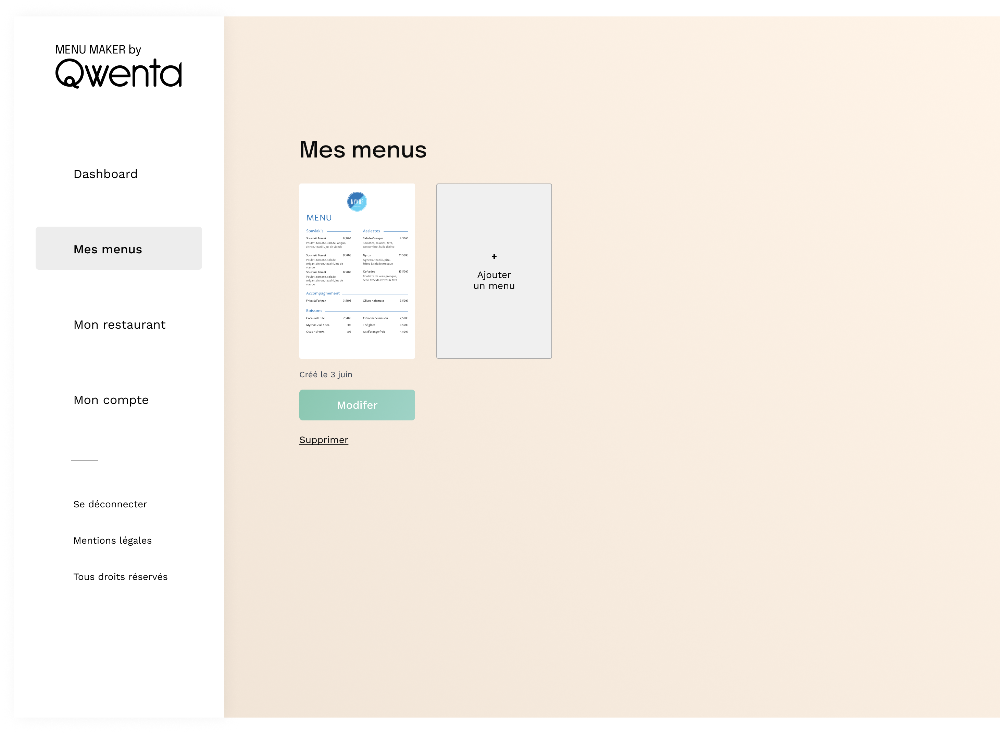 MENU MAKER by
Qwenta
Dashboard
Mes menus
Mon restaurant
Mon compte
Se déconnecter
Mentions légales
Tous droits réservés
Mes menus
NYKOS
MENU
Souvlakis
Souvlaki Poulet 8,50€
Poulet, tomate, salade, origan,
citron, tzaziki, jus de viande
Souvlaki Poulet 8,50€
Poulet, tomate, salade,
origan, citron, tzaziki, jus de
viande
Souvlaki Poulet 8,50€
Poulet, tomate, salade,
origan, citron, tzaziki, jus de
viande
Assiettes
Salade Grecque 4,50€
Tomates, salades, feta,
concombre, huile d'olive
Gyros 11,50€
Agneau, tzaziki, pita,
frites & salade grecque
Keftedes 13,50€
Boulette de veau grecque,
servi avec des frites & feta
Accompagnement
Frites à l'origan 3,50€
Olives Kalamata 3,50€
Boissons
Coca-cola 33cl 2,50€
Citronnade maison 2,50€
Mythos 25cl 4,5% 4€
Thé glacé 3,50€
Ouzo 4cl 40% 8€
Jus d'orange frais 4,50€
+
Ajouter
un menu
Créé le 3 juin
Modifer
Supprimer